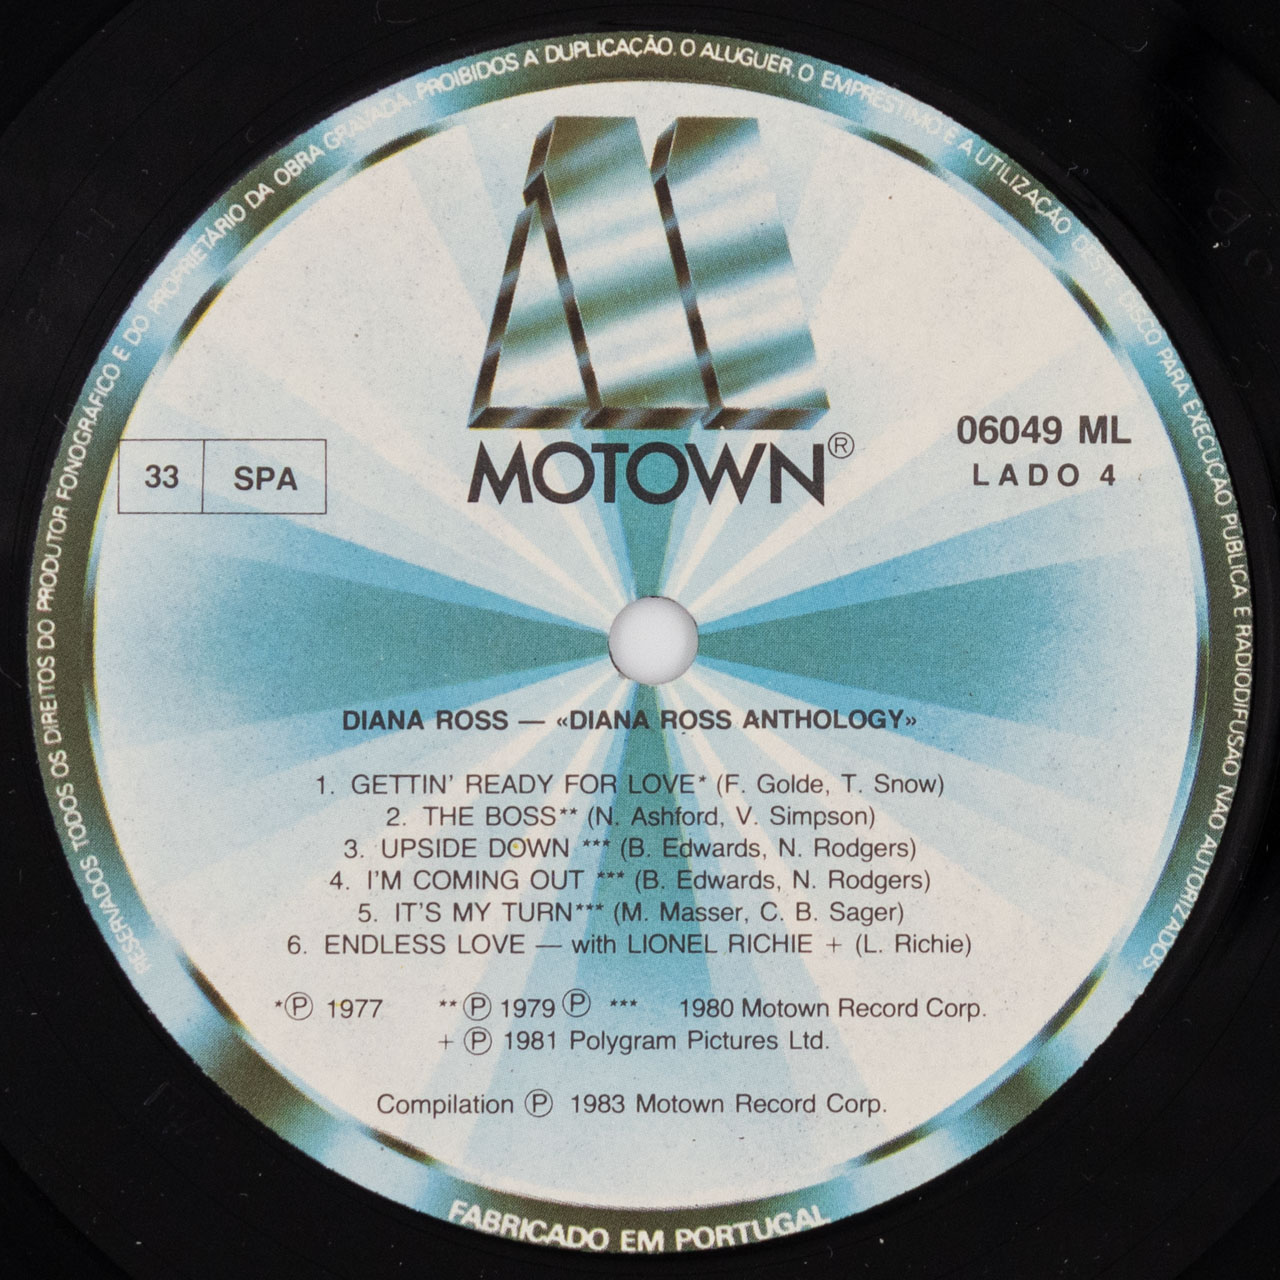 RESERVADOS TODOS OS DIREITOS DO PRODUTOR FONOGRÁFICO E DO PROPRIETÁRIO DA OBRA GRAVADA. PROIBIDOS A DUPLICAÇÃO. O ALUGUER. O EMPRÉSTIMO E A UTILIZAÇÃO DESTE DISCO PARA EXECUÇÃO PUBLICA E RADIODIFUSÃO NÃO AUTORIZADOS.
MOTOWN®
33 SPA
06049 ML
LADO 4
DIANA ROSS — «DIANA ROSS ANTHOLOGY»
1. GETTIN' READY FOR LOVE* (F. Golde, T. Snow)
2. THE BOSS** (N. Ashford, V. Simpson)
3. UPSIDE DOWN *** (B. Edwards, N. Rodgers)
4. I'M COMING OUT *** (B. Edwards, N. Rodgers)
5. IT'S MY TURN*** (M. Masser, C. B. Sager)
6. ENDLESS LOVE — with LIONEL RICHIE + (L. Richie)
*Ⓟ 1977 **Ⓟ 1979 Ⓟ *** 1980 Motown Record Corp.
+ Ⓟ 1981 Polygram Pictures Ltd.
Compilation Ⓟ 1983 Motown Record Corp.
FABRICADO EM PORTUGAL